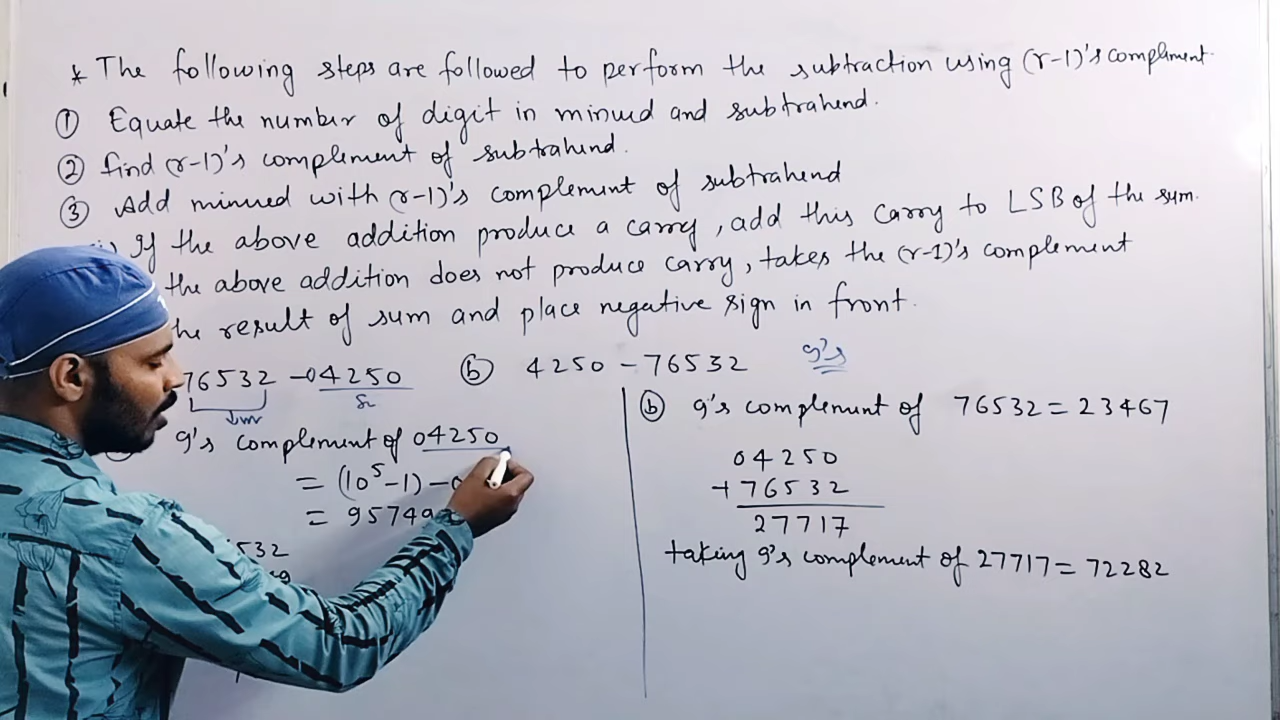 * The following steps are followed to perform the subtraction using (r-1)'s complement.
① Equate the number of digit in minued and subtrahend.
② find (r-1)'s complement of subtrahend.
③ Add minued with (r-1)'s complement of subtrahend
If the above addition produce a carry, add this carry to LSB of the sum.
the above addition does not produce carry, takes the (r-1)'s complement
the result of sum and place negative sign in front.
76532 - 04250
ⓑ 4250 - 76532 9's
9's complement of 04250
= (10⁵-1) -
= 9574
532
ⓑ 9's complement of 76532 = 23467
04250
+ 76532
27717
taking 9's complement of 27717 = 72282